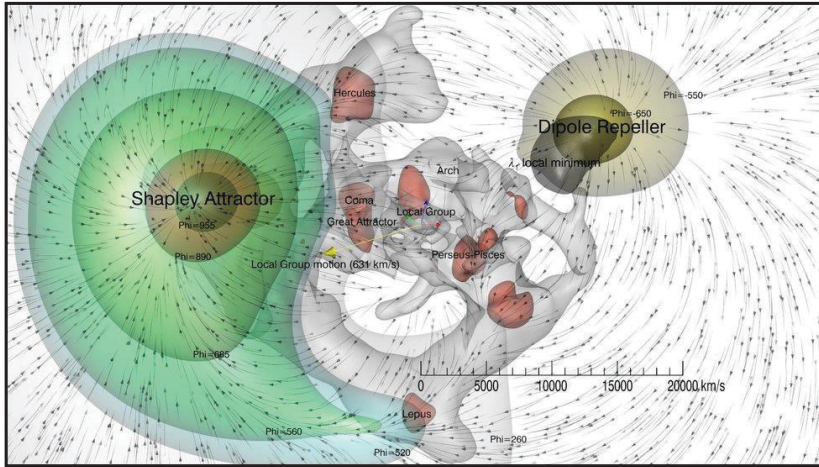 Hercules
Phi=-550
Phi=-650
Dipole Repeller
λ, local minimum
Arch
Shapley Attractor
Coma
Local Group
Great Attractor
Phi=955
Phi=890
Perseus-Pisces
Local Group motion (631 km/s)
0 5000 10000 15000 20000 km/s
Phi=685
Lepus
Phi=560
Phi=260
Phi=520